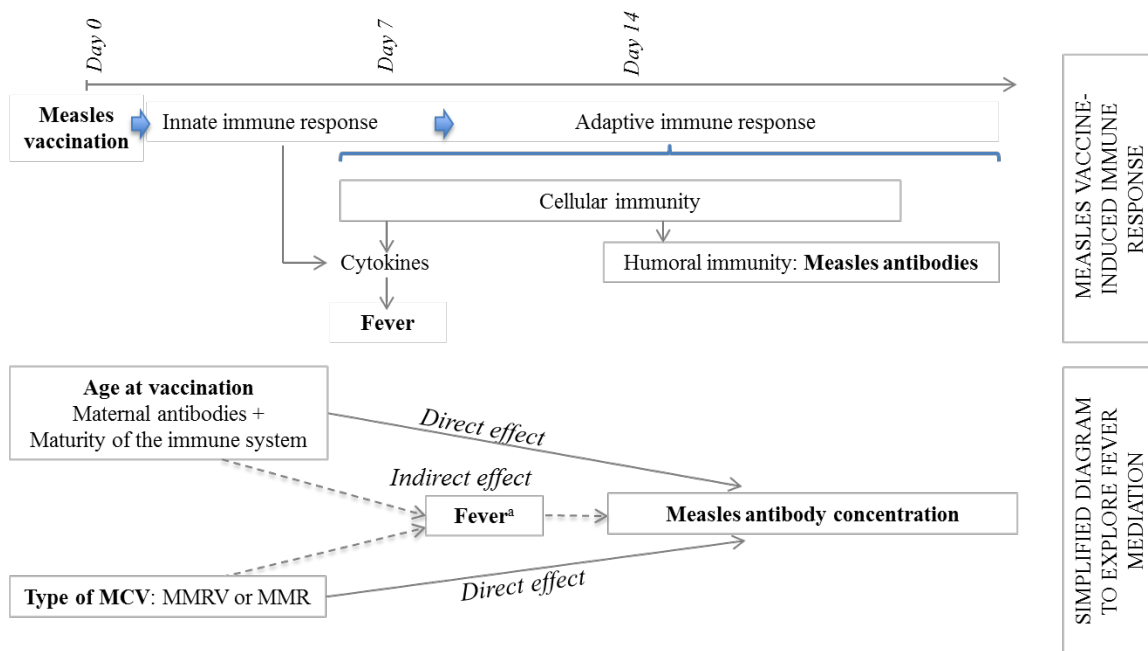 Day 0
Day 7
Day 14
Measles
vaccination
Innate immune response
Adaptive immune response
Cellular immunity
Cytokines
Humoral immunity: Measles antibodies
Fever
MEASLES VACCINE-
INDUCED IMMUNE
RESPONSE
Age at vaccination
Maternal antibodies +
Maturity of the immune system
Direct effect
Indirect effect
Feverᵃ
Measles antibody concentration
Type of MCV: MMRV or MMR
Direct effect
SIMPLIFIED DIAGRAM
TO EXPLORE FEVER
MEDIATION